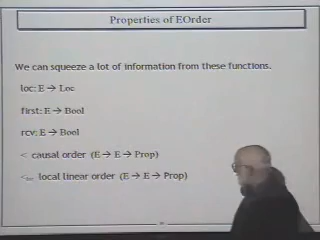 Properties of EOrder
We can squeeze a lot of information from these functions.
loc: E → Loc
first: E → Bool
rcv: E → Bool
< causal order (E → E → Prop)
<loc local linear order (E → E → Prop)